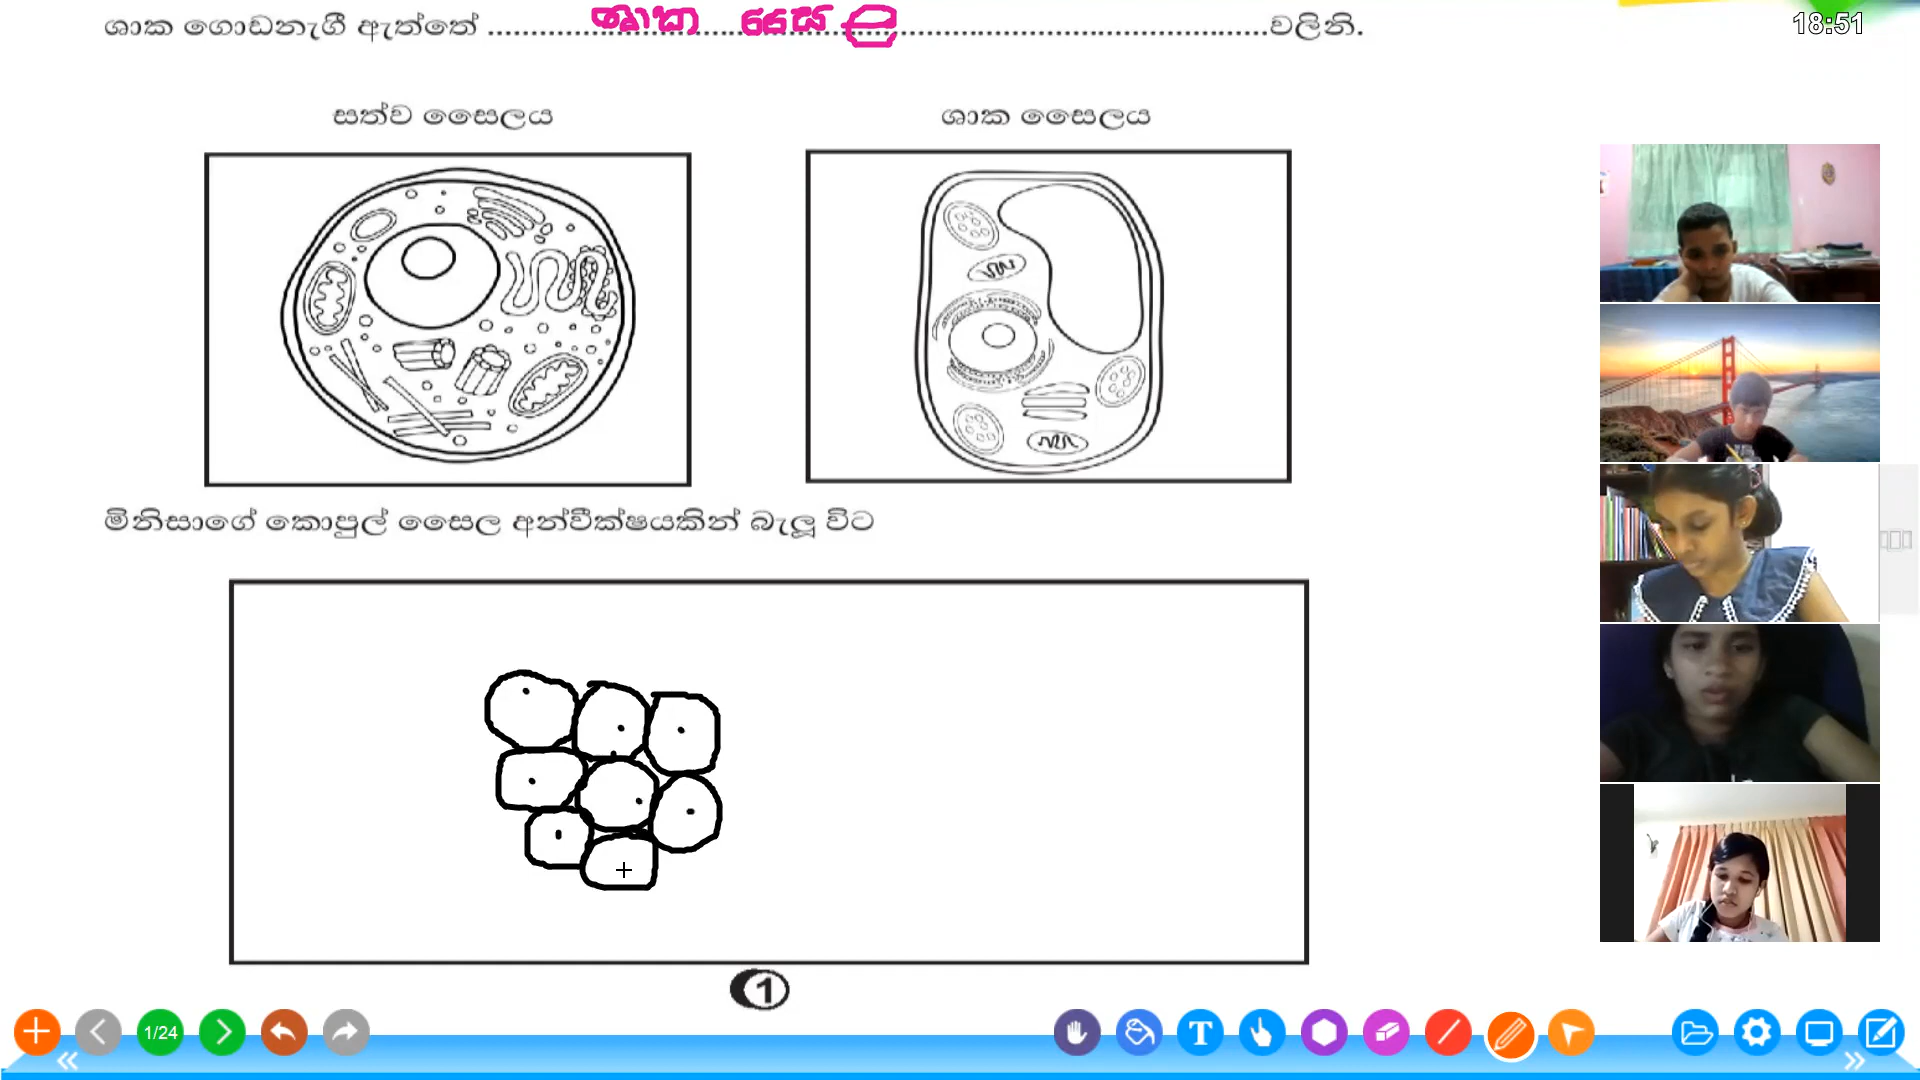 ශාක ගොඩනැගී ඇත්තේ ........ ශාක සෛල ........ වලිනි.
18:51
සත්ව සෛලය
ශාක සෛලය
මිනිසාගේ කොපුල් සෛල අන්වීක්ෂයකින් බැලූ විට
1
1/24
T